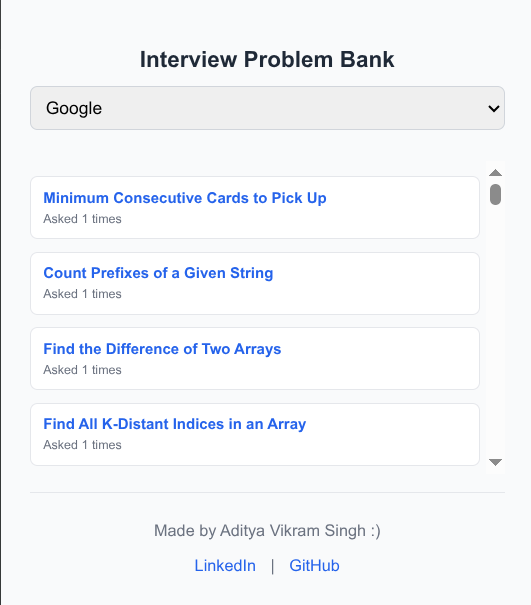 Interview Problem Bank
Google
Minimum Consecutive Cards to Pick Up
Asked 1 times
Count Prefixes of a Given String
Asked 1 times
Find the Difference of Two Arrays
Asked 1 times
Find All K-Distant Indices in an Array
Asked 1 times
Made by Aditya Vikram Singh :)
LinkedIn | GitHub